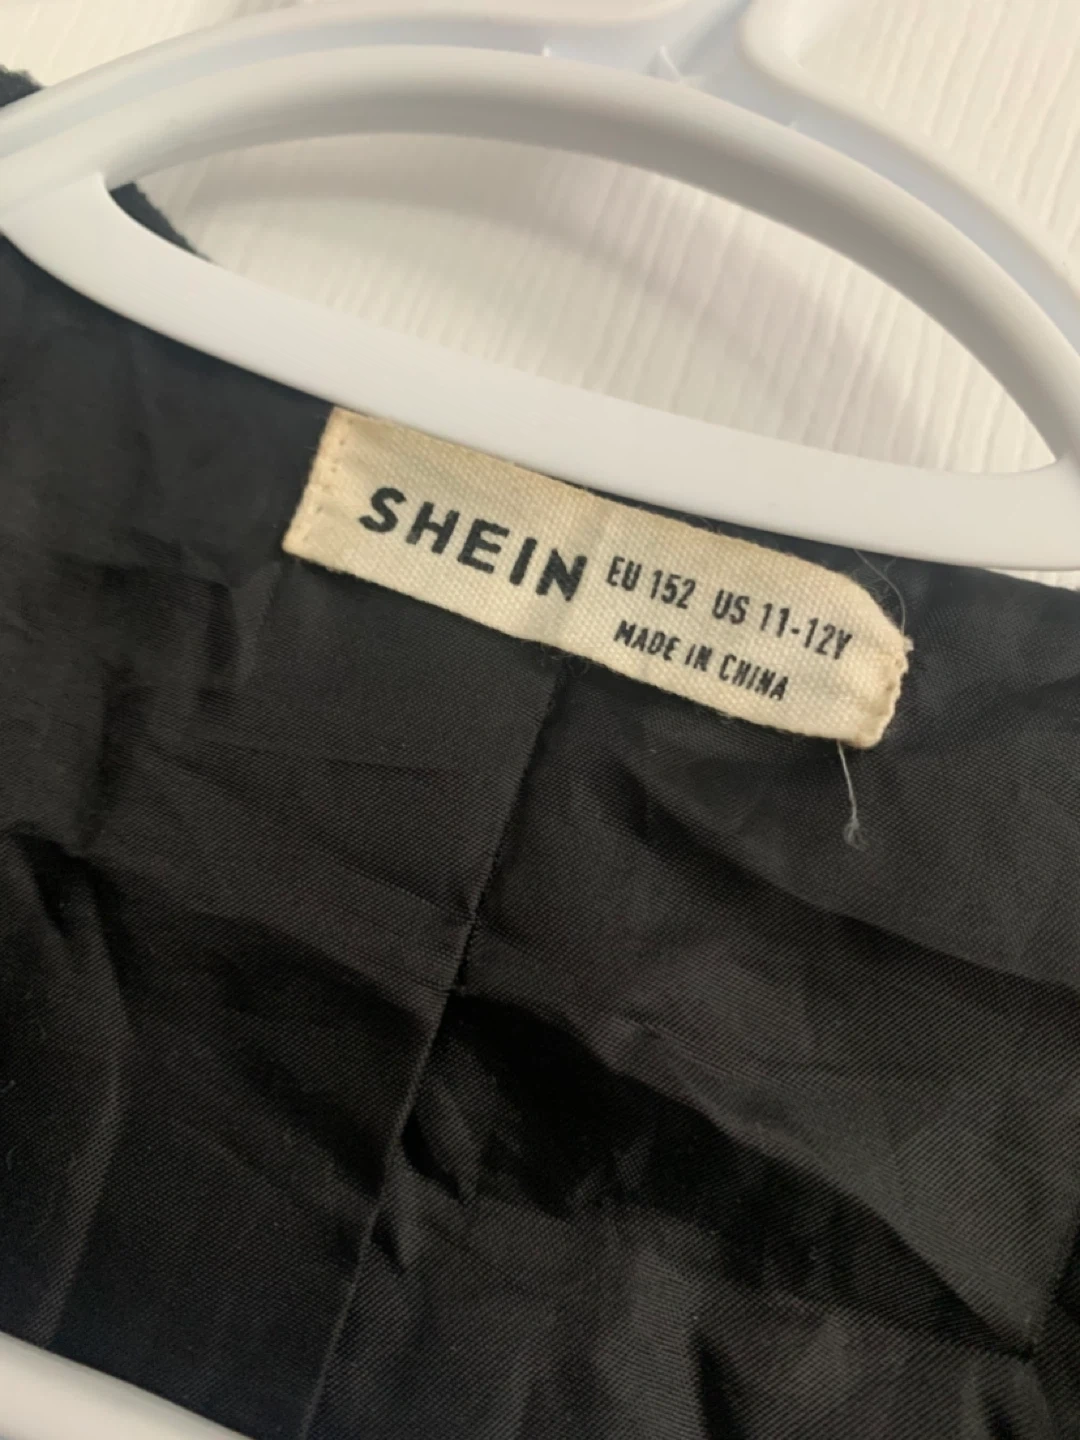 SHEIN EU 152 US 11-12Y
MADE IN CHINA